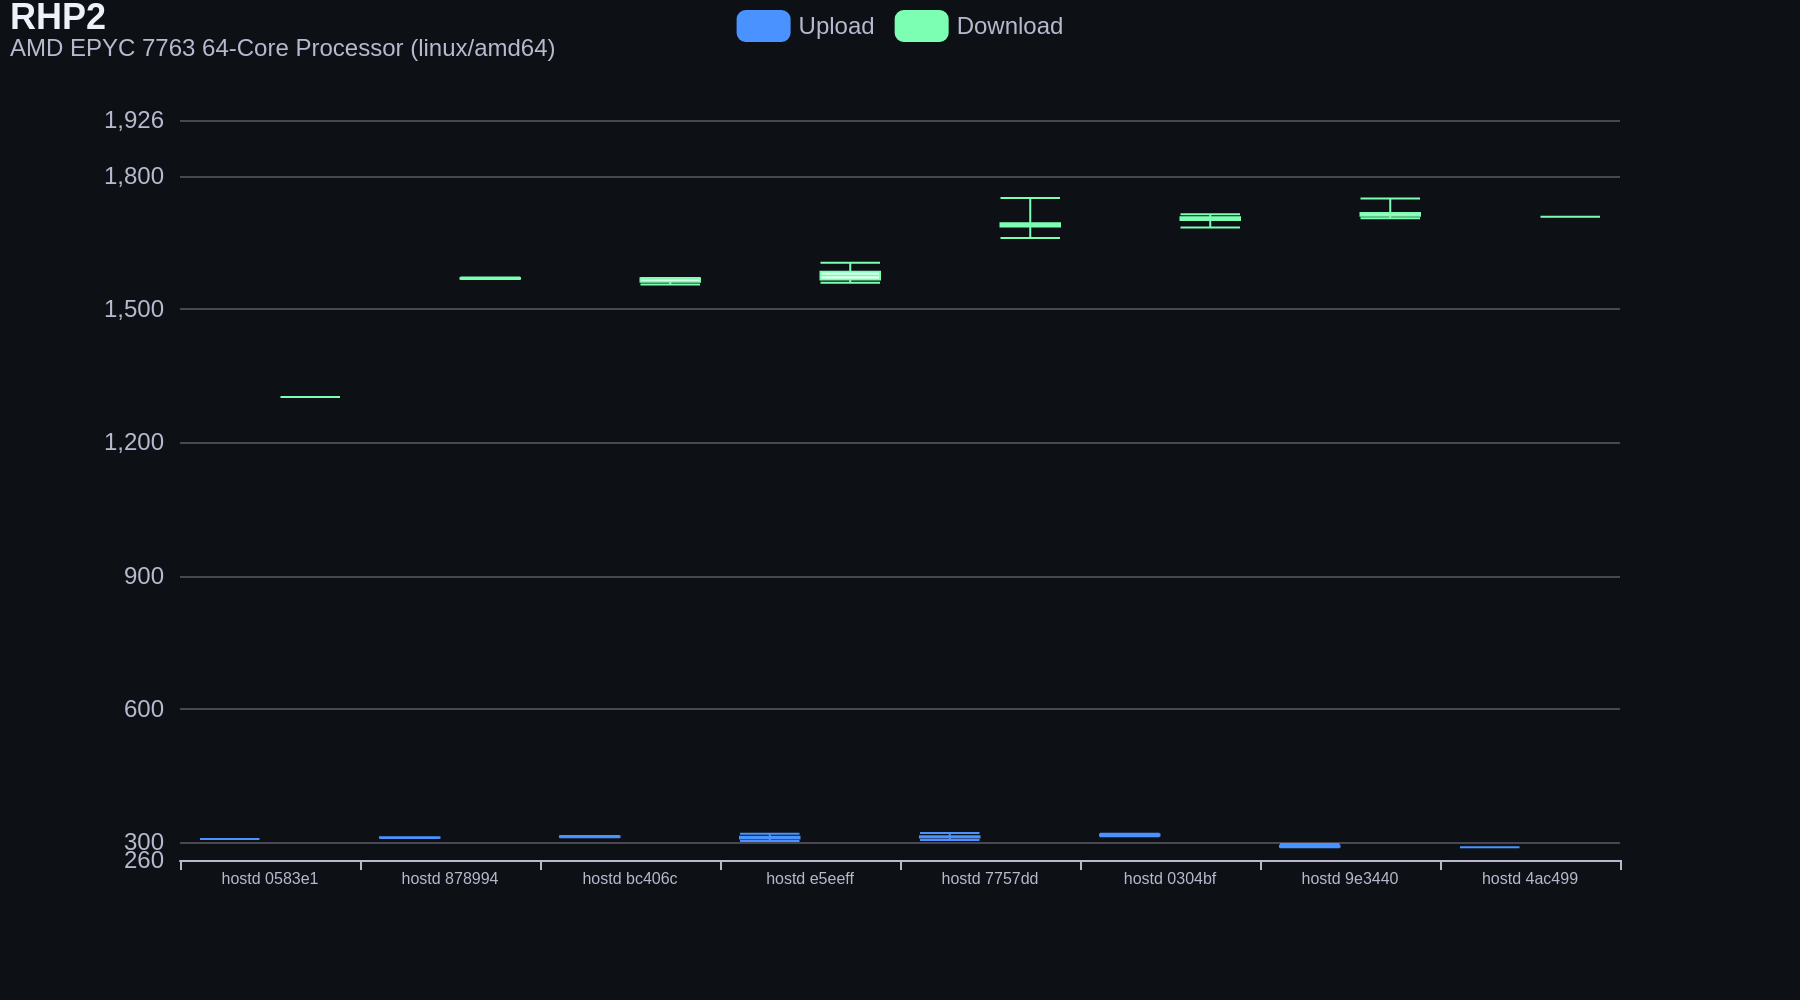 RHP2
AMD EPYC 7763 64-Core Processor (linux/amd64)
Upload Download
1,926
1,800
1,500
1,200
900
600
300
260
hostd 0583e1 hostd 878994 hostd bc406c hostd e5eeff hostd 7757dd hostd 0304bf hostd 9e3440 hostd 4ac499